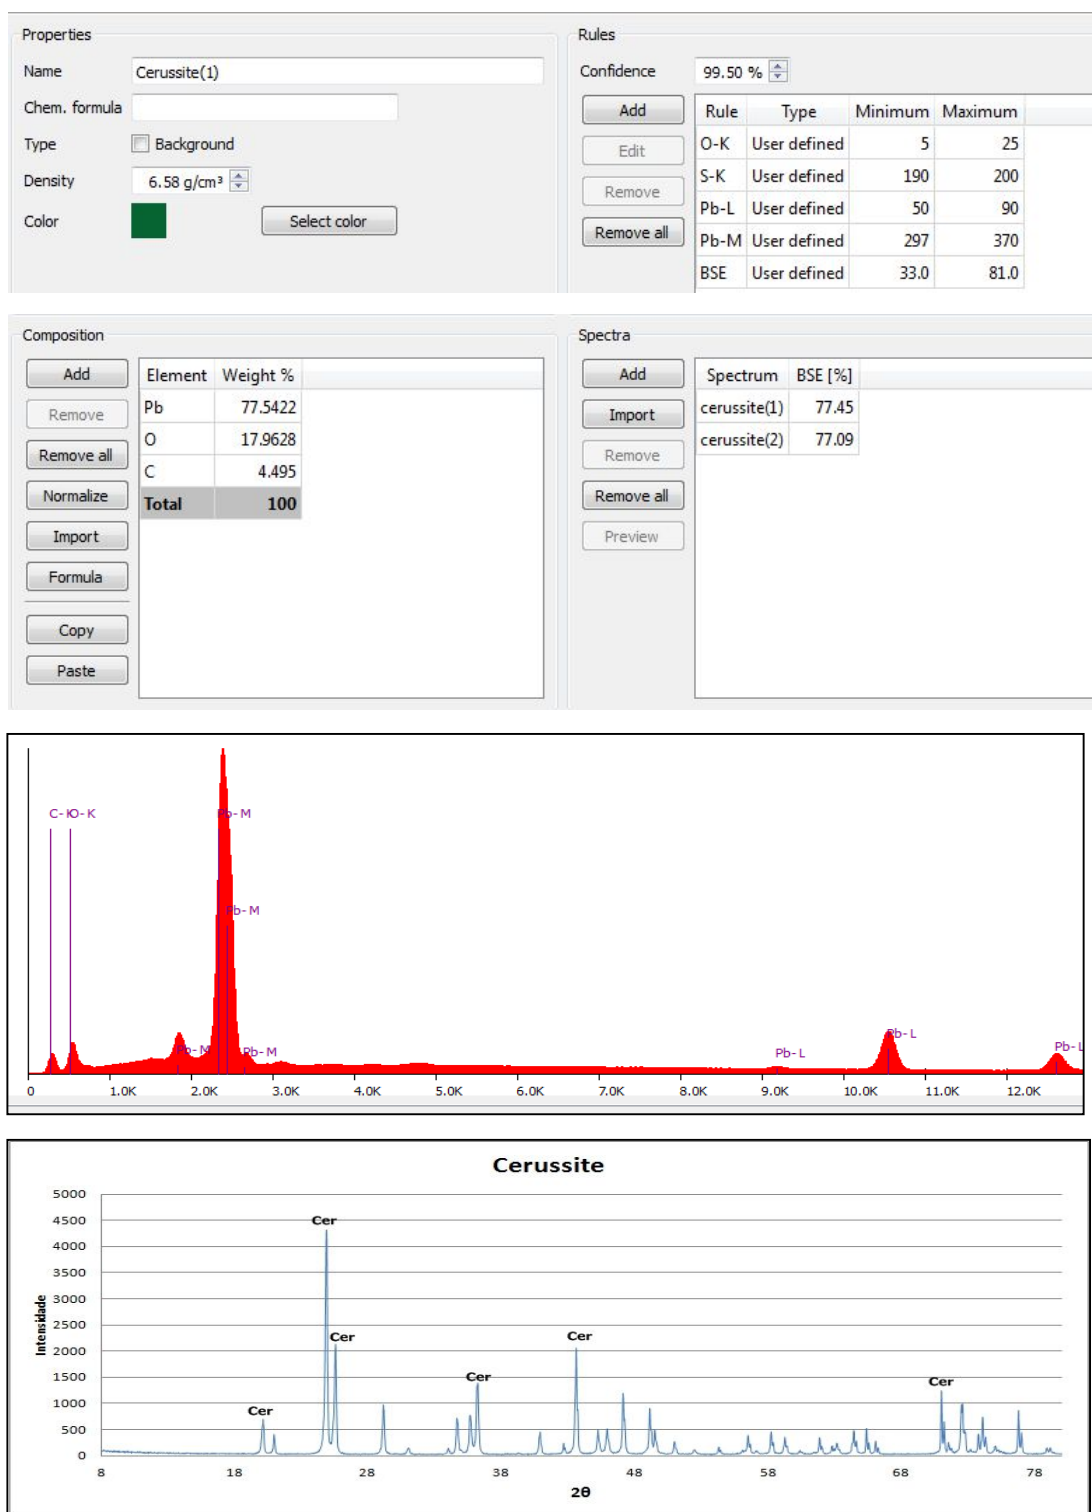 Properties
Name Cerussite(1)
Chem. formula
Type Background
Density 6.58 g/cm³
Color Select color
Rules
Confidence 99.50 %
Add
Edit
Remove
Remove all
Rule Type Minimum Maximum
O-K User defined 5 25
S-K User defined 190 200
Pb-L User defined 50 90
Pb-M User defined 297 370
BSE User defined 33.0 81.0
Composition
Add
Remove
Remove all
Normalize
Import
Formula
Copy
Paste
Element Weight %
Pb 77.5422
O 17.9628
C 4.495
Total 100
Spectra
Add
Import
Remove
Remove all
Preview
Spectrum BSE [%]
cerussite(1) 77.45
cerussite(2) 77.09
C-K O-K Pb-M
Pb-M
Pb-L
Pb-M Pb-M Pb-L Pb-L
0 1.0K 2.0K 3.0K 4.0K 5.0K 6.0K 7.0K 8.0K 9.0K 10.0K 11.0K 12.0K
Cerussite
5000
4500
4000
3500
3000
2500
2000
1500
1000
500
0
Intensidade
Cer
Cer
Cer
Cer
Cer
Cer
8 18 28 38 48 58 68 78
2θ